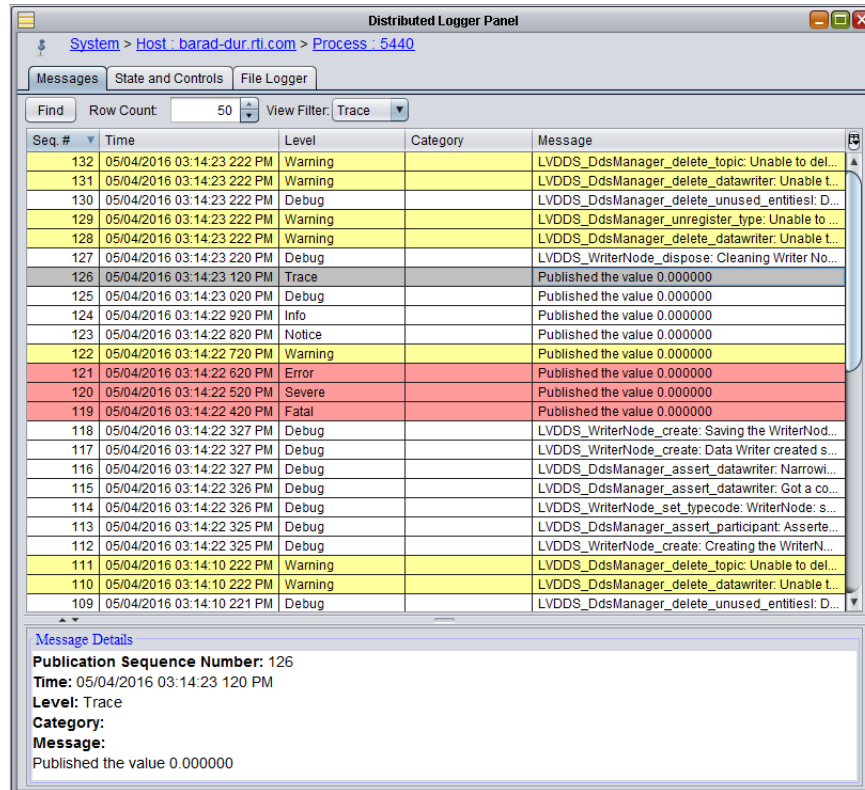 Distributed Logger Panel
System > Host : barad-dur.rti.com > Process : 5440
Messages State and Controls File Logger
Find Row Count: 50 View Filter: Trace
Seq. # Time Level Category Message
132 05/04/2016 03:14:23 222 PM Warning LVDDS_DdsManager_delete_topic: Unable to del...
131 05/04/2016 03:14:23 222 PM Warning LVDDS_DdsManager_delete_datawriter: Unable t...
130 05/04/2016 03:14:23 222 PM Debug LVDDS_DdsManager_delete_unused_entitiesI: D...
129 05/04/2016 03:14:23 222 PM Warning LVDDS_DdsManager_unregister_type: Unable to ...
128 05/04/2016 03:14:23 222 PM Warning LVDDS_DdsManager_delete_datawriter: Unable t...
127 05/04/2016 03:14:23 220 PM Debug LVDDS_WriterNode_dispose: Cleaning Writer No...
126 05/04/2016 03:14:23 120 PM Trace Published the value 0.000000
125 05/04/2016 03:14:23 020 PM Debug Published the value 0.000000
124 05/04/2016 03:14:22 920 PM Info Published the value 0.000000
123 05/04/2016 03:14:22 820 PM Notice Published the value 0.000000
122 05/04/2016 03:14:22 720 PM Warning Published the value 0.000000
121 05/04/2016 03:14:22 620 PM Error Published the value 0.000000
120 05/04/2016 03:14:22 520 PM Severe Published the value 0.000000
119 05/04/2016 03:14:22 420 PM Fatal Published the value 0.000000
118 05/04/2016 03:14:22 327 PM Debug LVDDS_WriterNode_create: Saving the WriterNod...
117 05/04/2016 03:14:22 327 PM Debug LVDDS_WriterNode_create: Data Writer created s...
116 05/04/2016 03:14:22 327 PM Debug LVDDS_DdsManager_assert_datawriter: Narrowi...
115 05/04/2016 03:14:22 326 PM Debug LVDDS_DdsManager_assert_datawriter: Got a co...
114 05/04/2016 03:14:22 326 PM Debug LVDDS_WriterNode_set_typecode: WriterNode: s...
113 05/04/2016 03:14:22 325 PM Debug LVDDS_DdsManager_assert_participant: Asserte...
112 05/04/2016 03:14:22 325 PM Debug LVDDS_WriterNode_create: Creating the WriterN...
111 05/04/2016 03:14:10 222 PM Warning LVDDS_DdsManager_delete_topic: Unable to del...
110 05/04/2016 03:14:10 222 PM Warning LVDDS_DdsManager_delete_datawriter: Unable t...
109 05/04/2016 03:14:10 221 PM Debug LVDDS_DdsManager_delete_unused_entitiesI: D...
Message Details
Publication Sequence Number: 126
Time: 05/04/2016 03:14:23 120 PM
Level: Trace
Category:
Message:
Published the value 0.000000